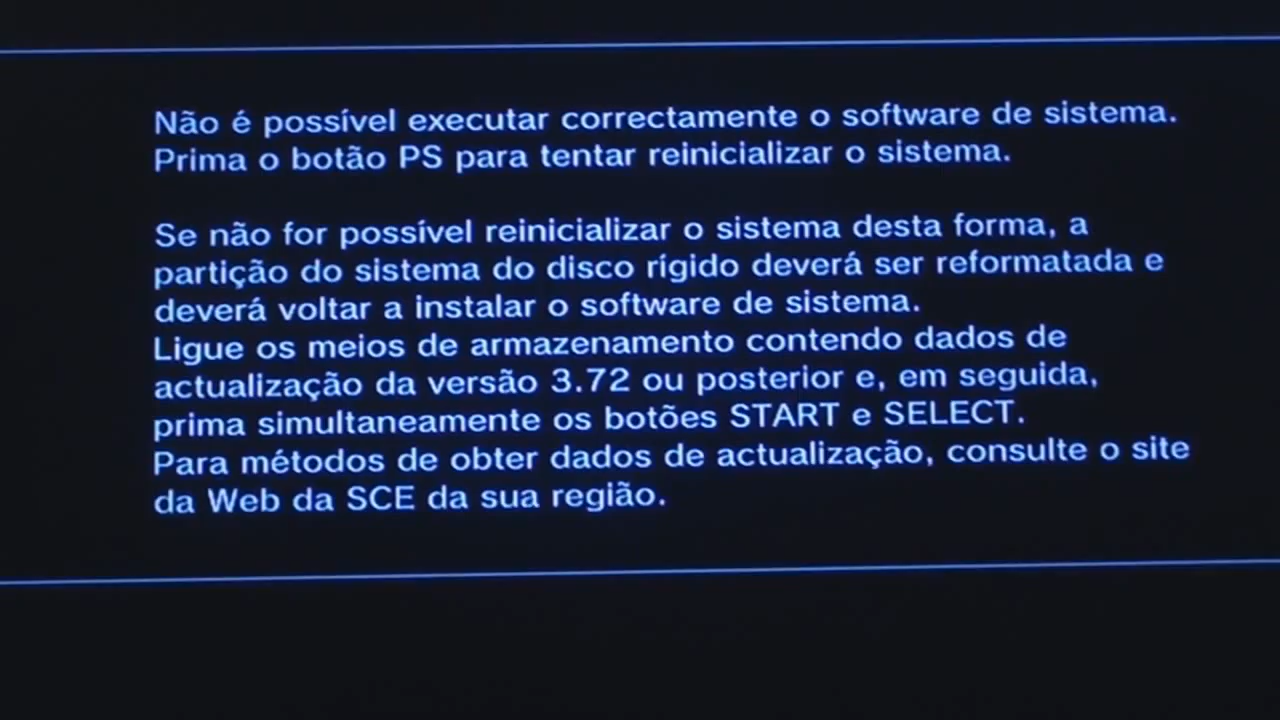 Não é possível executar correctamente o software de sistema.
Prima o botão PS para tentar reinicializar o sistema.
Se não for possível reinicializar o sistema desta forma, a
partição do sistema do disco rígido deverá ser reformatada e
deverá voltar a instalar o software de sistema.
Ligue os meios de armazenamento contendo dados de
actualização da versão 3.72 ou posterior e, em seguida,
prima simultaneamente os botões START e SELECT.
Para métodos de obter dados de actualização, consulte o site
da Web da SCE da sua região.